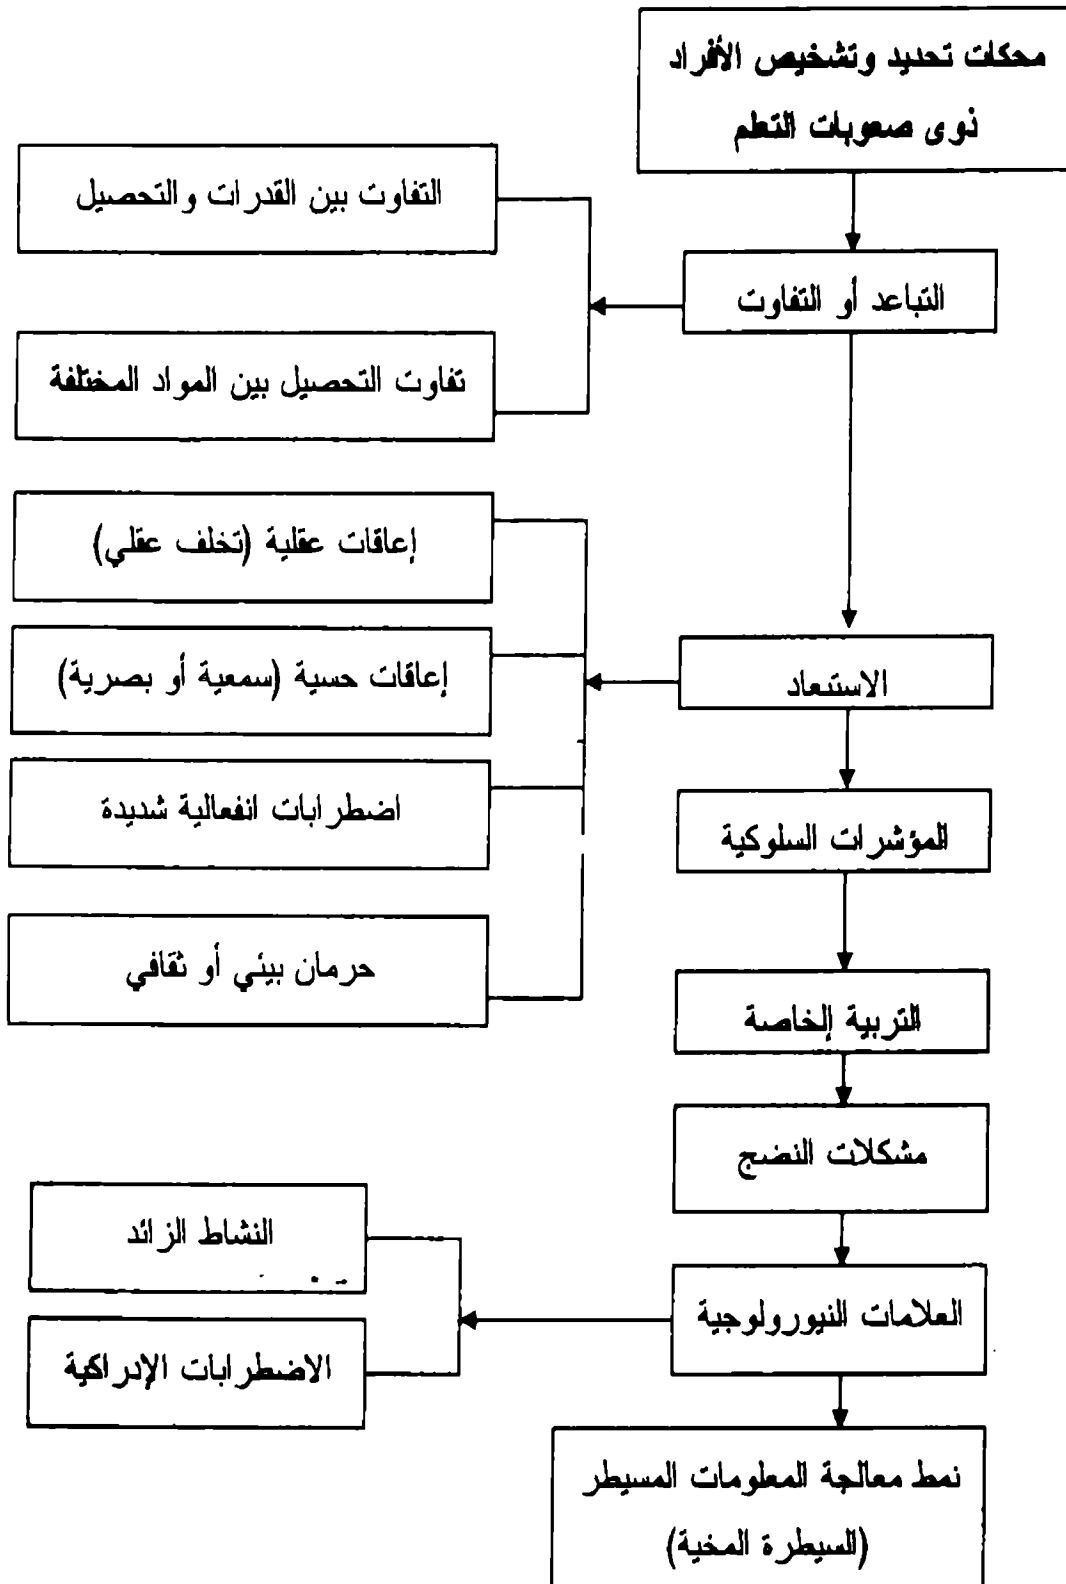 محكات تحديد وتشخيص الأفراد
ذوى صعوبات التعلم
التباعد أو التفاوت
التفاوت بين القدرات والتحصيل
تفاوت التحصيل بين المواد المختلفة
الاستبعاد
إعاقات عقلية (تخلف عقلي)
إعاقات حسية (سمعية أو بصرية)
اضطرابات انفعالية شديدة
حرمان بيئي أو ثقافي
المؤشرات السلوكية
التربية الخاصة
مشكلات النضج
العلامات النيورولوجية
النشاط الزائد
الاضطرابات الإدراكية
نمط معالجة المعلومات المسيطر
(السيطرة المخية)